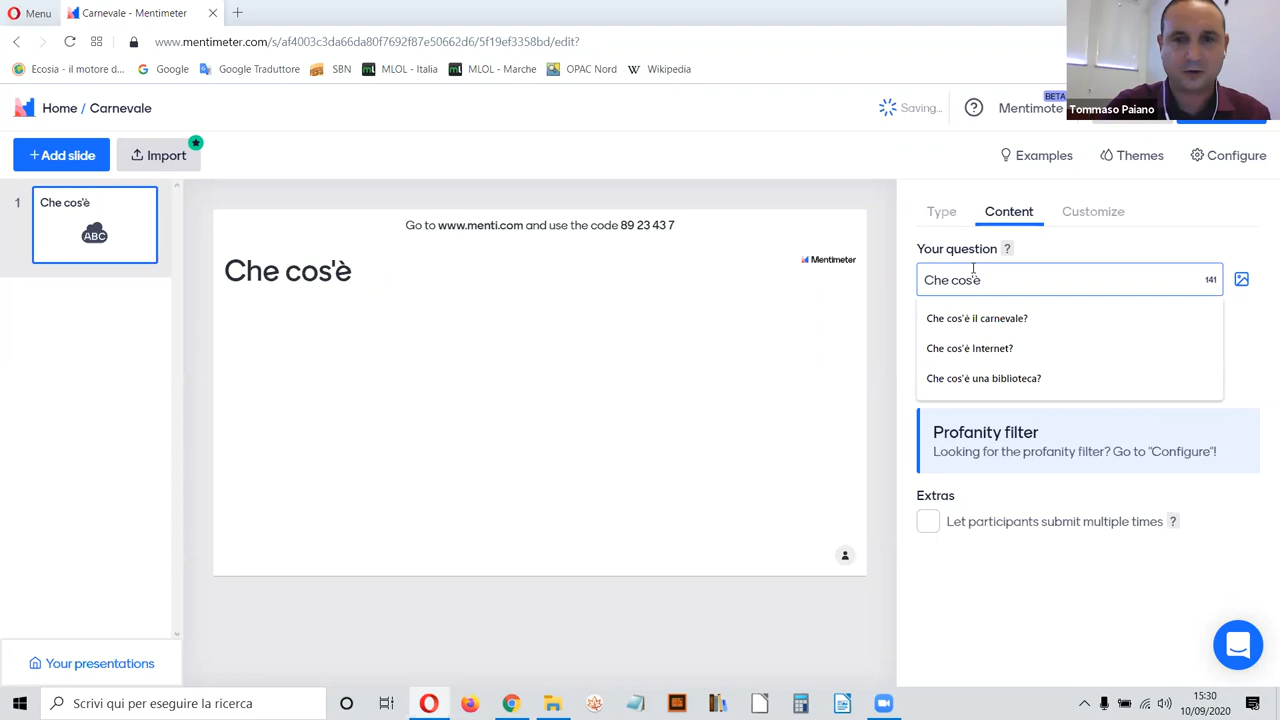 Menu
Carnevale - Mentimeter
www.mentimeter.com/s/af4003c3da66da80f7692f87e50662d6/5f19ef3358bd/edit?
Ecosia - il motore d...
Google
Google Traduttore
SBN
MLOL - Italia
MLOL - Marche
OPAC Nord
Wikipedia
Tommaso Paiano
Home / Carnevale
Saving...
Mentimote
BETA
+ Add slide
Import
Examples
Themes
Configure
1
Che cos'è
ABC
Go to www.menti.com and use the code 89 23 43 7
Mentimeter
Che cos'è
Type
Content
Customize
Your question ?
Che cos'è
141
Che cos'è il carnevale?
Che cos'è Internet?
Che cos'è una biblioteca?
Profanity filter
Looking for the profanity filter? Go to "Configure"!
Extras
Let participants submit multiple times ?
Your presentations
Scrivi qui per eseguire la ricerca
15:30
10/09/2020